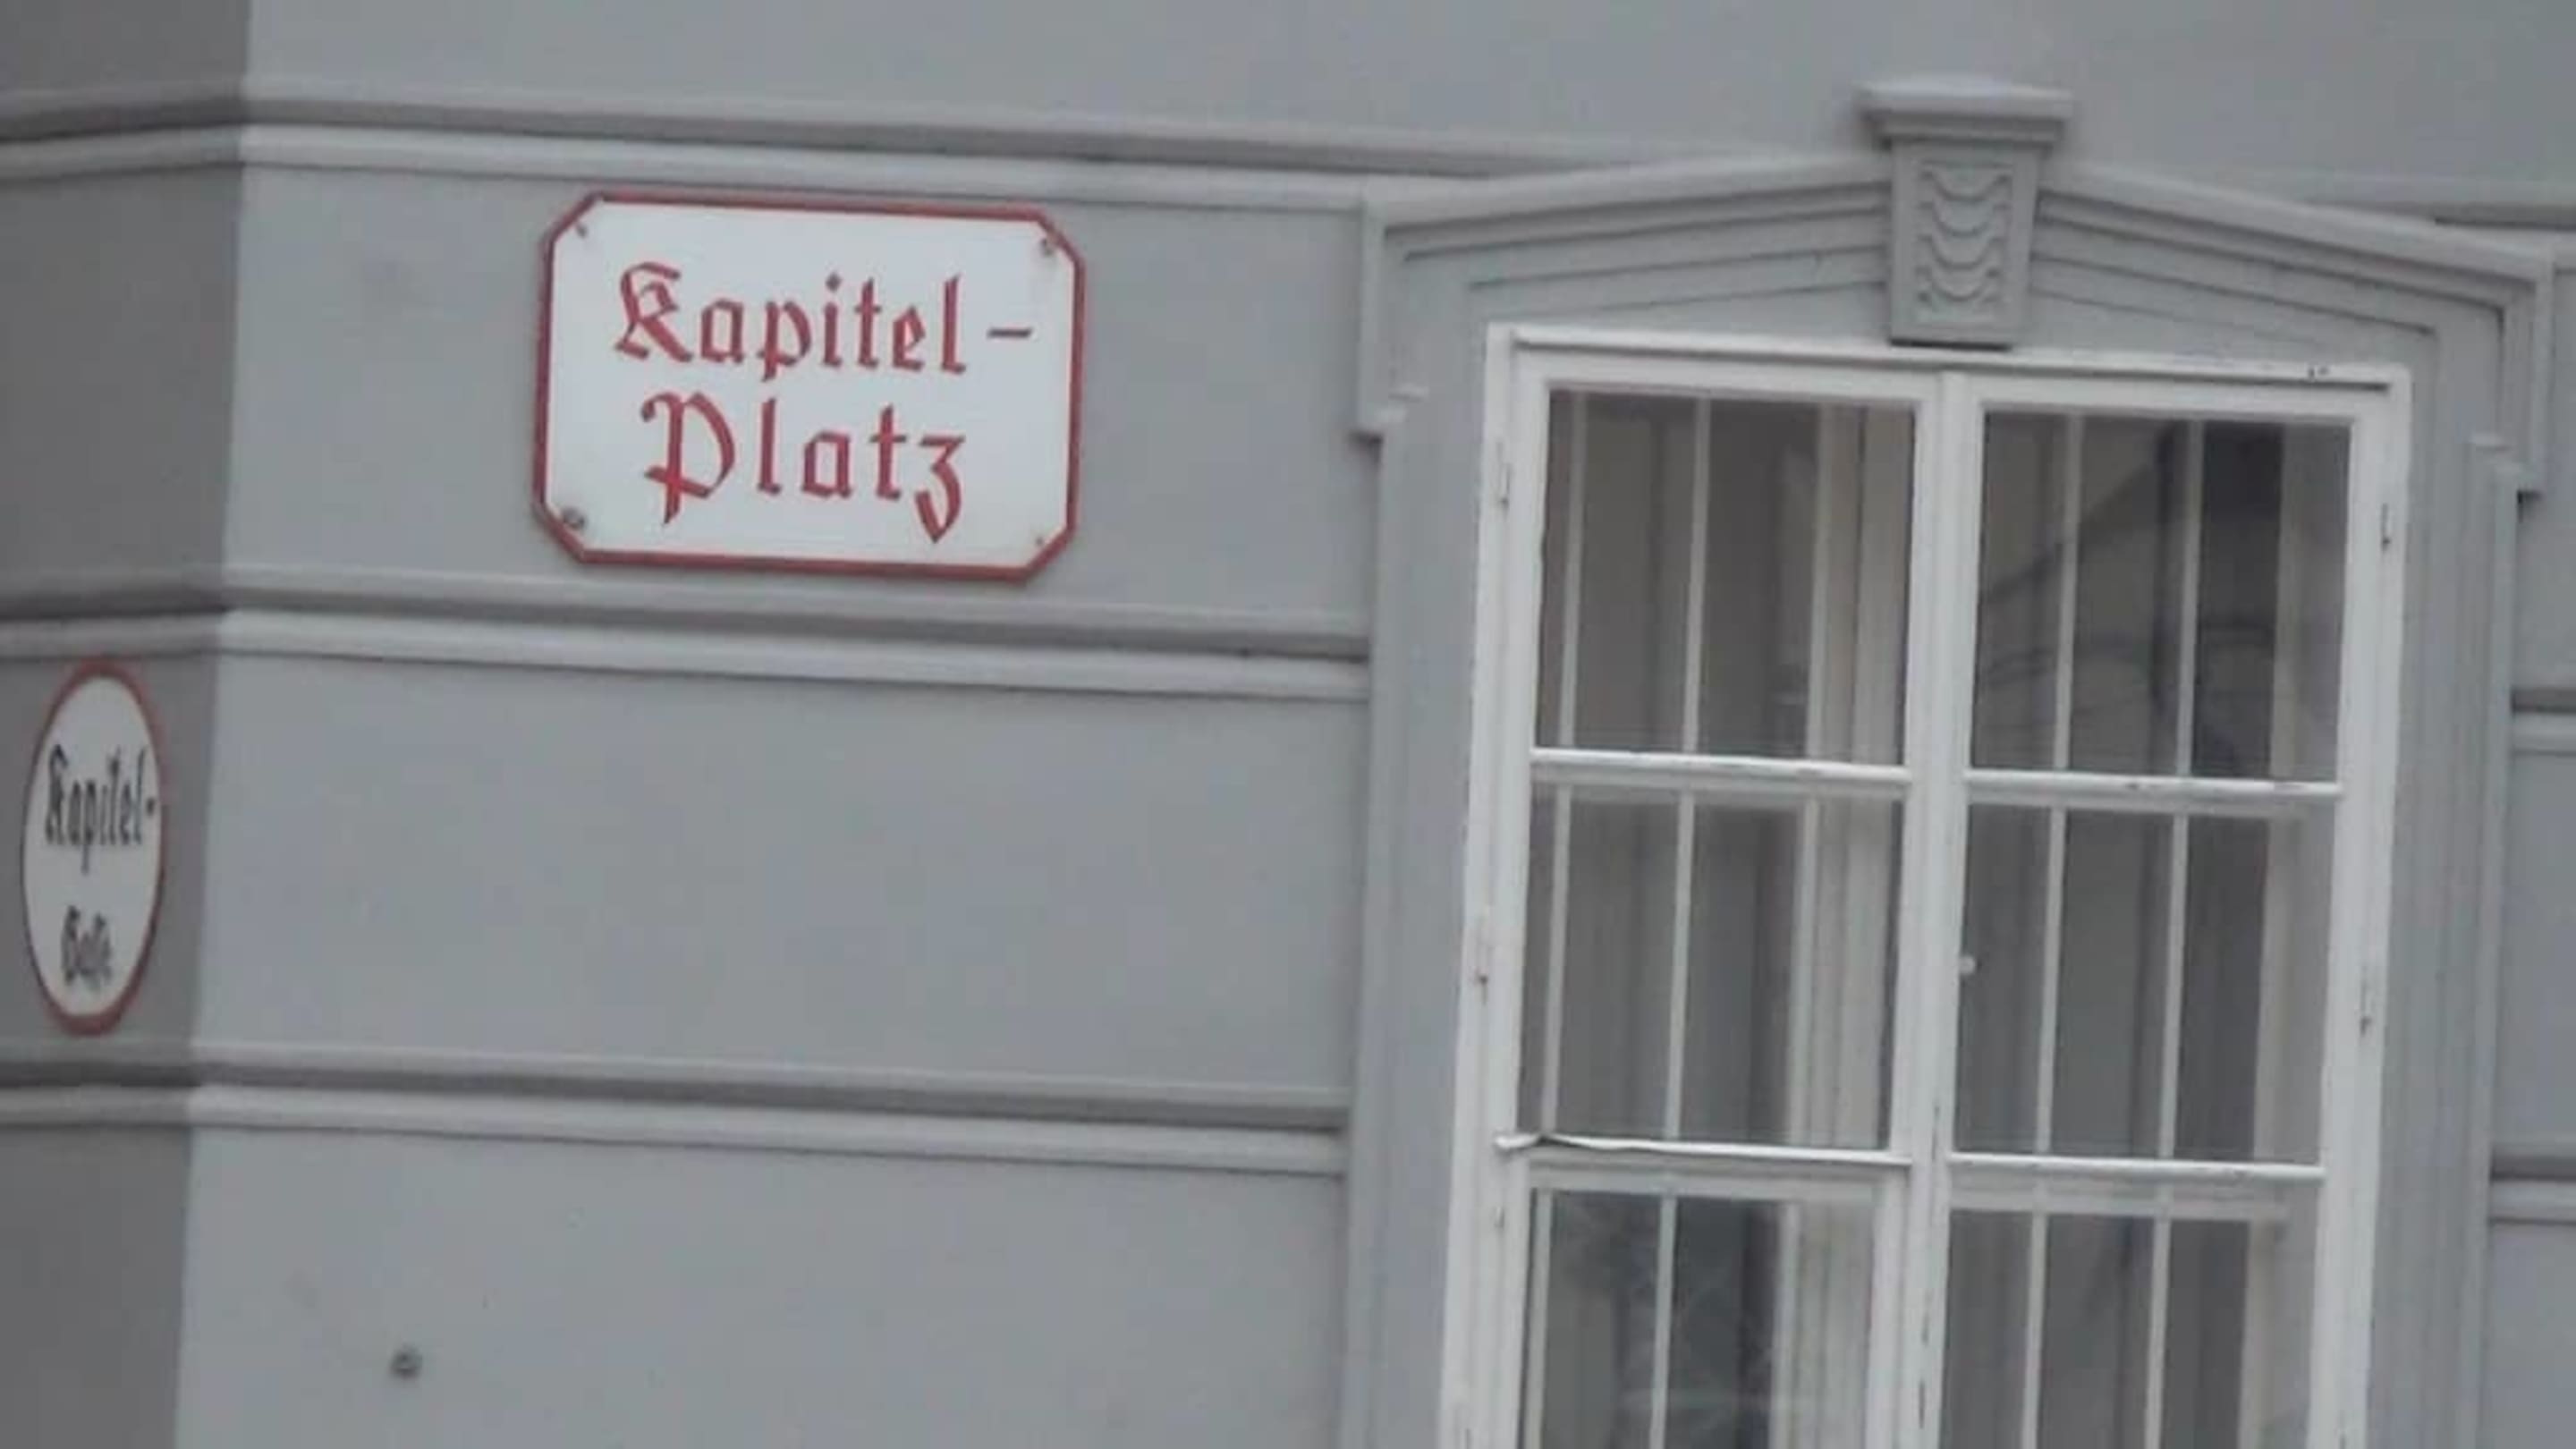 Kapitel-
Platz
Kapitel-
Gasse